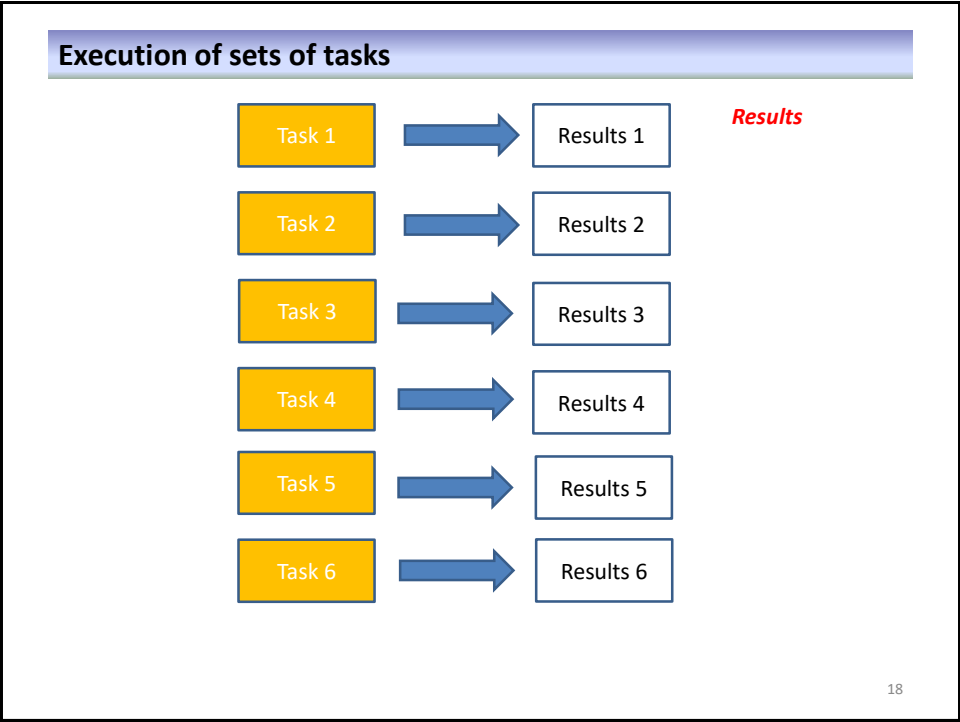 Execution of sets of tasks
Results
Task 1
Results 1
Task 2
Results 2
Task 3
Results 3
Task 4
Results 4
Task 5
Results 5
Task 6
Results 6
18